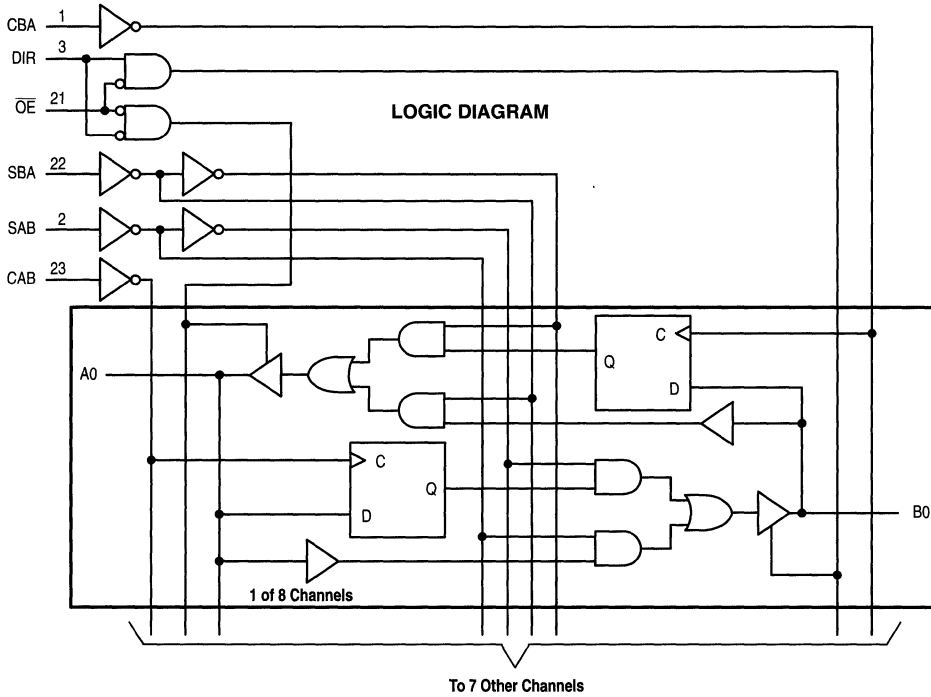 CBA 1
DIR 3
OE 21
LOGIC DIAGRAM
SBA 22
SAB 2
CAB 23
C
Q
D
A0
C
Q
D
B0
1 of 8 Channels
To 7 Other Channels